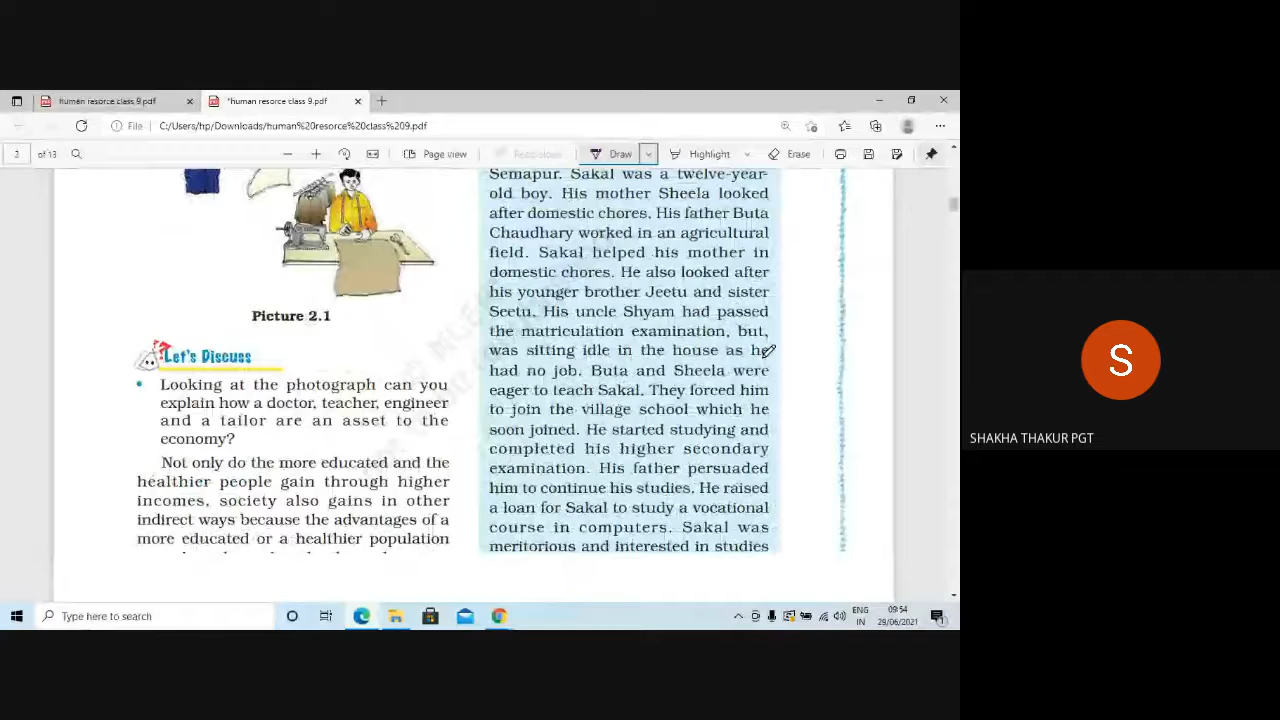 human resorce class 9.pdf
*human resorce class 9.pdf
File
C:/Users/hp/Downloads/human%20resorce%20class%209.pdf
of 13
Page view
Read aloud
Draw
Highlight
Erase
Picture 2.1
Let's Discuss
Looking at the photograph can you
explain how a doctor, teacher, engineer
and a tailor are an asset to the
economy?
Not only do the more educated and the
healthier people gain through higher
incomes, society also gains in other
indirect ways because the advantages of a
more educated or a healthier population
Semapur. Sakal was a twelve-year-
old boy. His mother Sheela looked
after domestic chores. His father Buta
Chaudhary worked in an agricultural
field. Sakal helped his mother in
domestic chores. He also looked after
his younger brother Jeetu and sister
Seetu. His uncle Shyam had passed
the matriculation examination, but,
was sitting idle in the house as he
had no job. Buta and Sheela were
eager to teach Sakal. They forced him
to join the village school which he
soon joined. He started studying and
completed his higher secondary
examination. His father persuaded
him to continue his studies. He raised
a loan for Sakal to study a vocational
course in computers. Sakal was
meritorious and interested in studies
S
SHAKHA THAKUR PGT
Type here to search
ENG
IN
09:54
29/06/2021